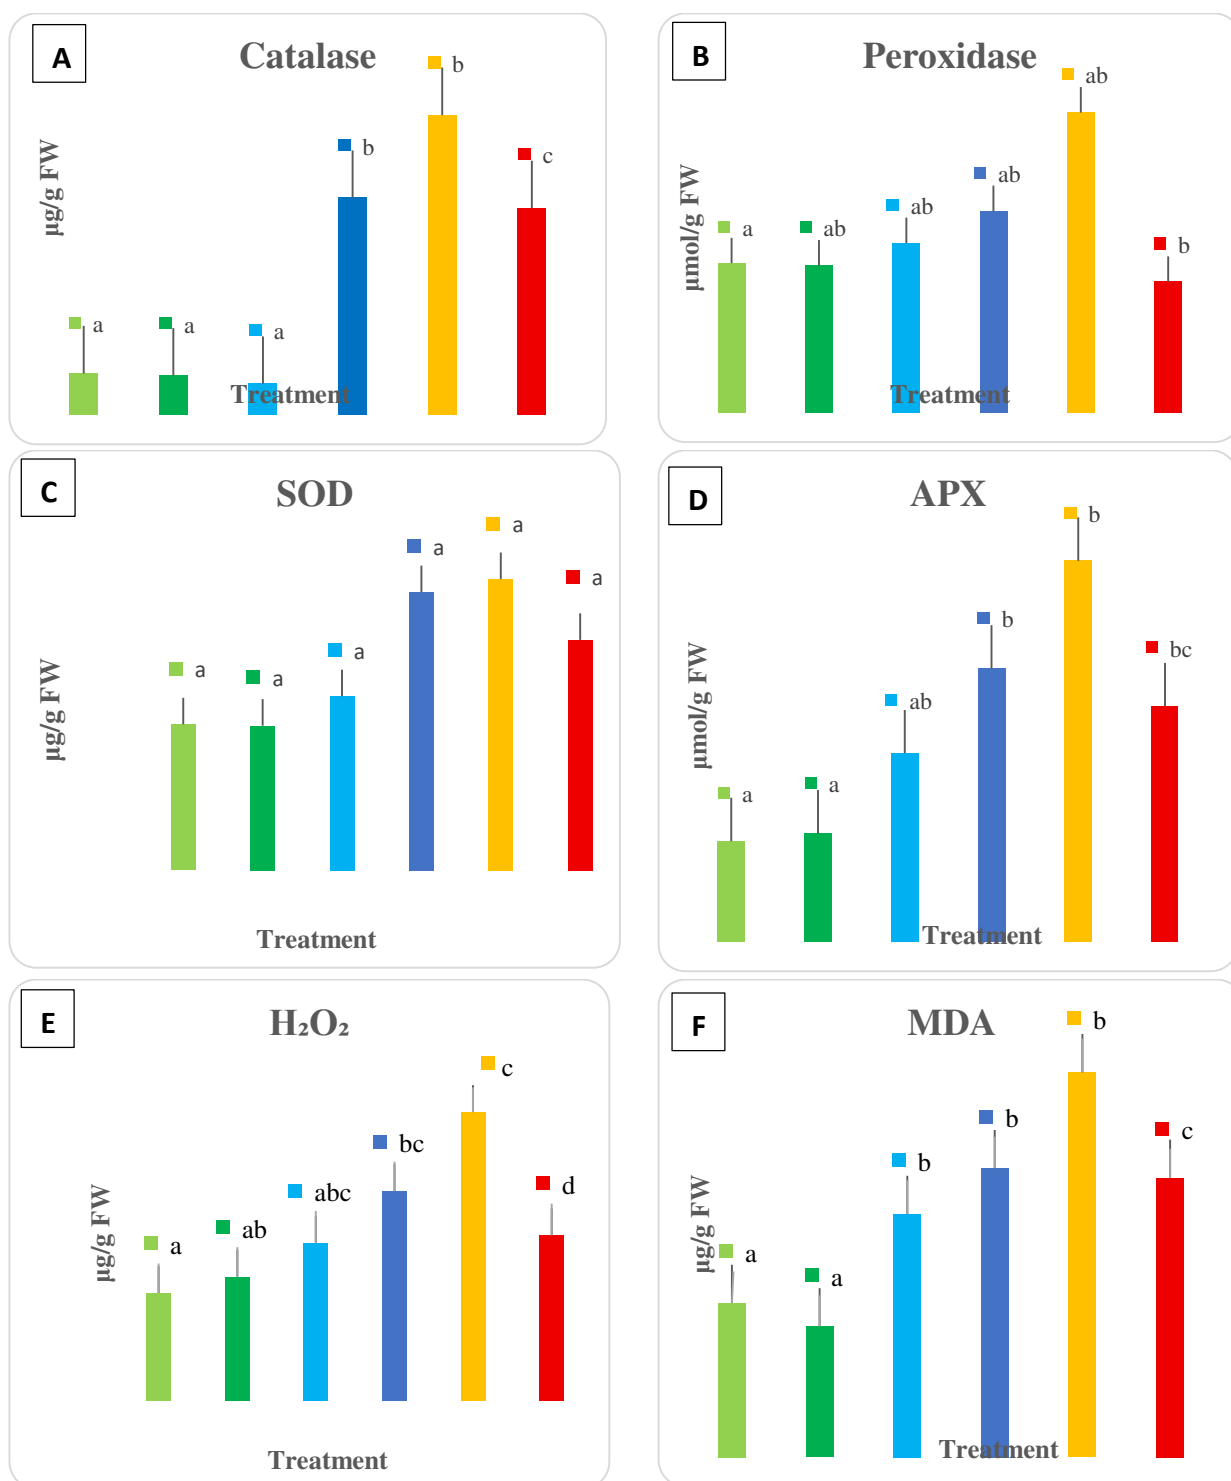 A
Catalase
µg/g FW
a
a
a
b
b
c
Treatment
B
Peroxidase
µmol/g FW
a
ab
ab
ab
ab
b
Treatment
C
SOD
µg/g FW
a
a
a
a
a
a
Treatment
D
APX
µmol/g FW
a
a
ab
b
b
bc
Treatment
E
H₂O₂
µg/g FW
a
ab
abc
bc
c
d
Treatment
F
MDA
µg/g FW
a
a
b
b
b
c
Treatment